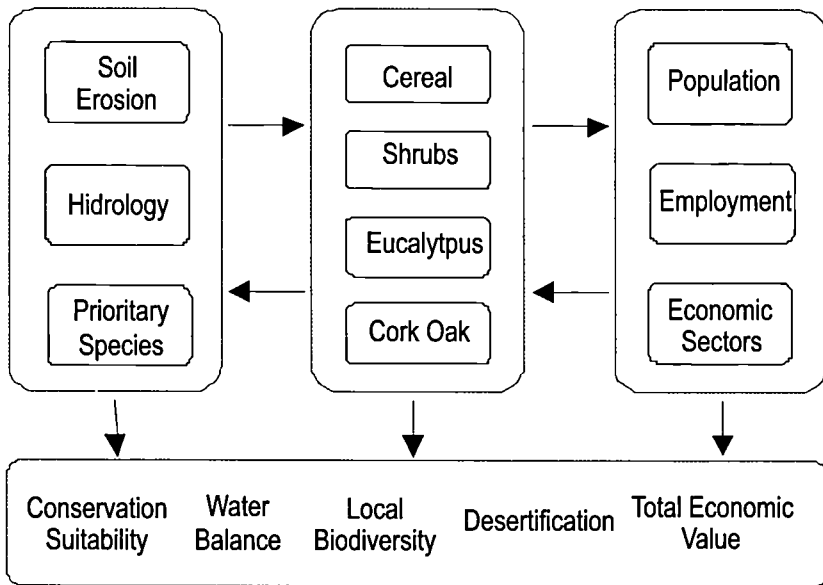 Soil
Erosion
Hidrology
Prioritary
Species
Cereal
Shrubs
Eucalytpus
Cork Oak
Population
Employment
Economic
Sectors
Conservation
Suitability
Water
Balance
Local
Biodiversity
Desertification
Total Economic
Value